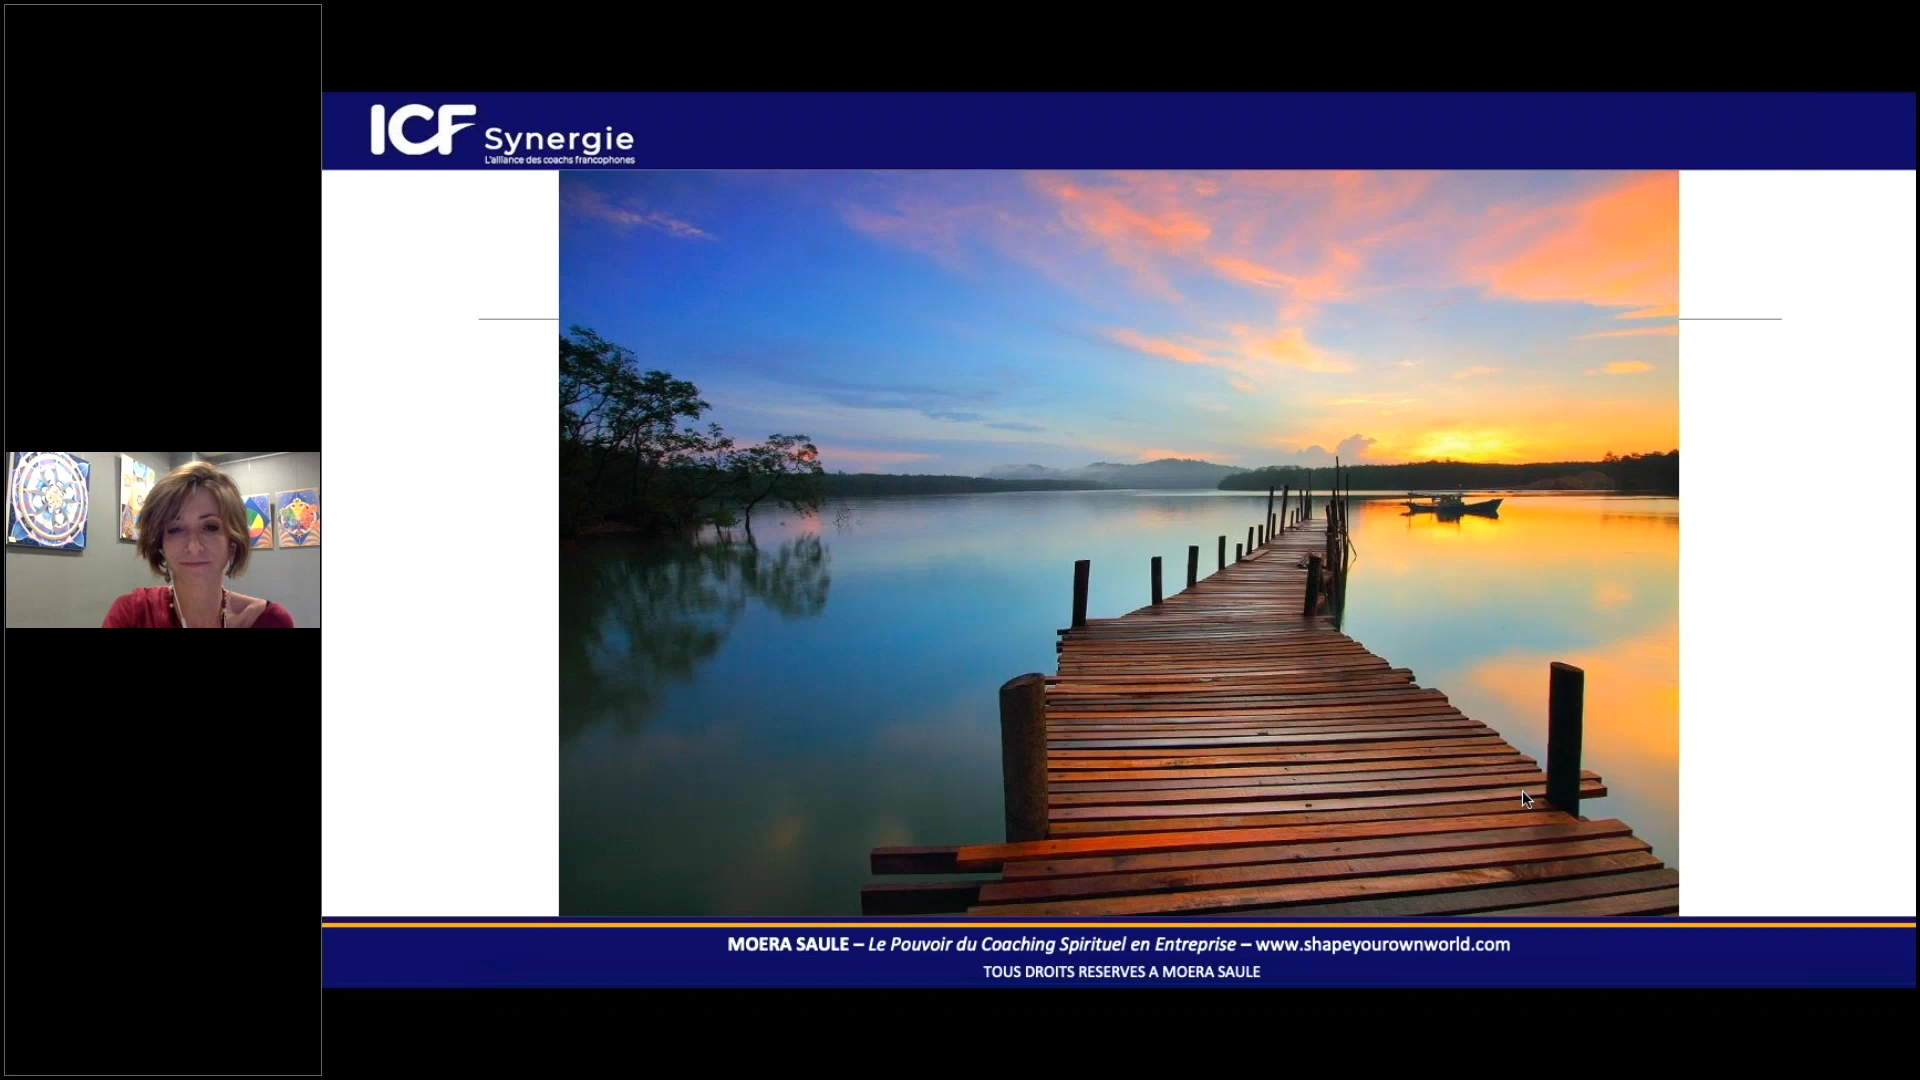 ICF Synergie
L'alliance des coachs francophones
MOERA SAULE – Le Pouvoir du Coaching Spirituel en Entreprise – www.shapeyourownworld.com
TOUS DROITS RESERVES A MOERA SAULE